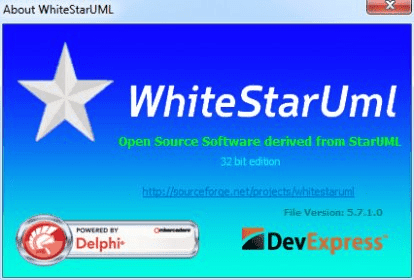 About WhiteStarUML
WhiteStarUml
Open Source Software derived from StarUML
32 bit edition
http://sourceforge.net/projects/whitestaruml
File Version: 5.7.1.0
POWERED BY
embarcadero
Delphi
DevExpress